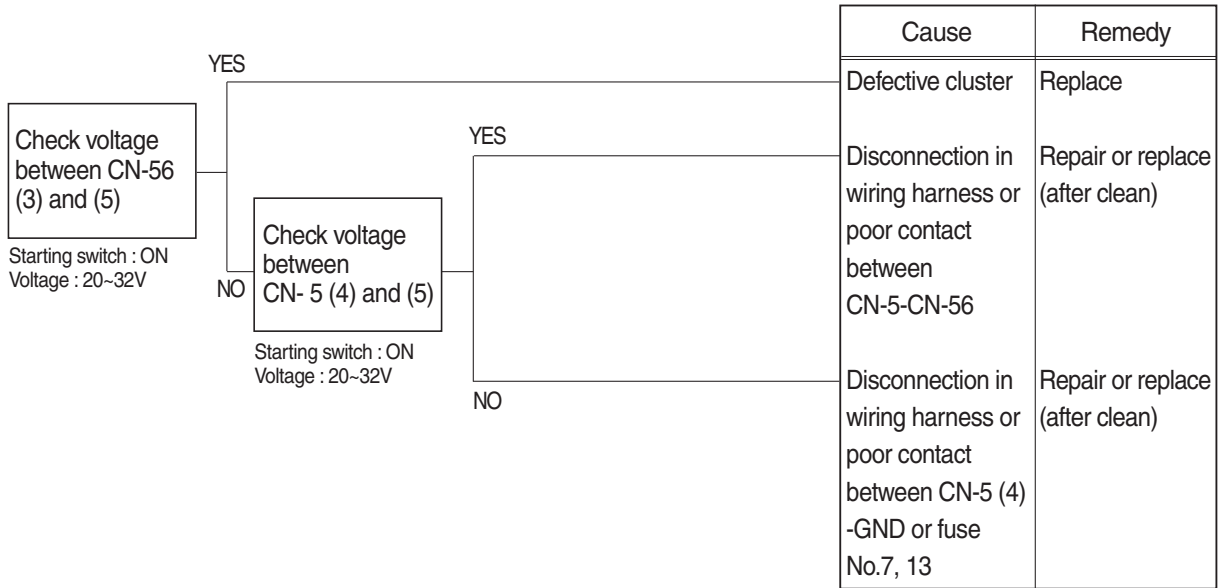 Cause
Remedy
YES
Defective cluster
Replace
Check voltage
between CN-56
(3) and (5)
Starting switch : ON
Voltage : 20~32V
YES
Disconnection in
wiring harness or
poor contact
between
CN-5-CN-56
Repair or replace
(after clean)
NO
Check voltage
between
CN- 5 (4) and (5)
Starting switch : ON
Voltage : 20~32V
NO
Disconnection in
wiring harness or
poor contact
between CN-5 (4)
-GND or fuse
No.7, 13
Repair or replace
(after clean)